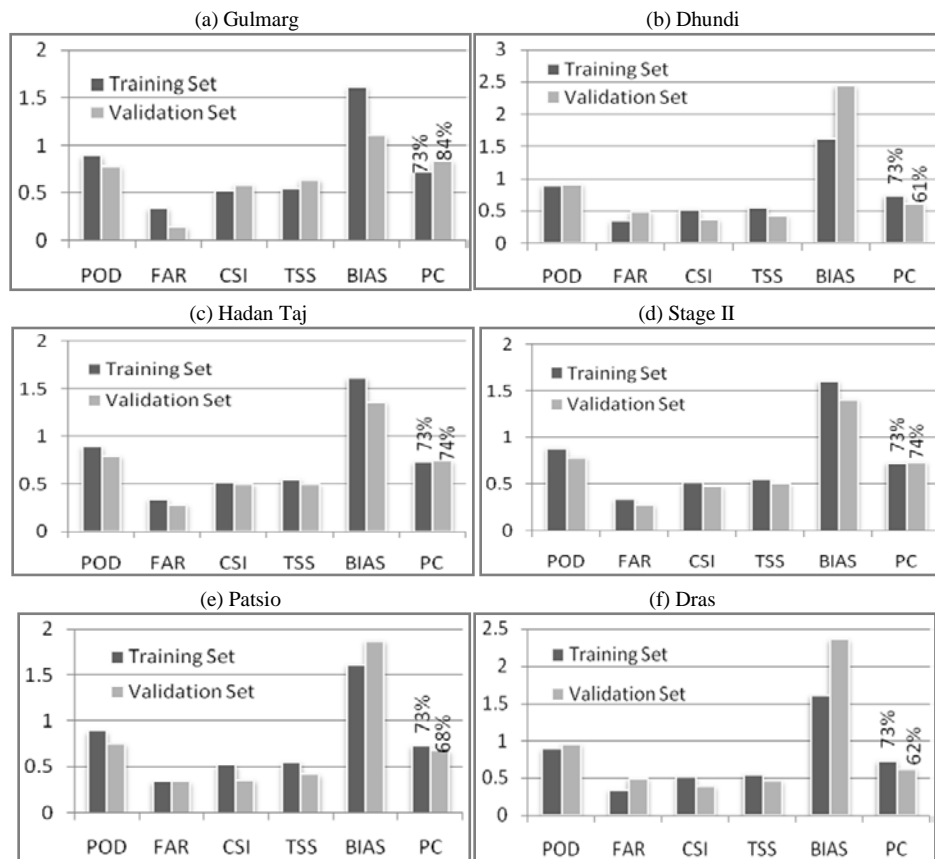 (a) Gulmarg
2
1.5
1
0.5
0
Training Set
Validation Set
73%
84%
POD FAR CSI TSS BIAS PC
(b) Dhundi
3
2.5
2
1.5
1
0.5
0
Training Set
Validation Set
73%
61%
POD FAR CSI TSS BIAS PC
(c) Hadan Taj
2
1.5
1
0.5
0
Training Set
Validation Set
73%
74%
POD FAR CSI TSS BIAS PC
(d) Stage II
2
1.5
1
0.5
0
Training Set
Validation Set
73%
74%
POD FAR CSI TSS BIAS PC
(e) Patsio
2
1.5
1
0.5
0
Training Set
Validation Set
73%
68%
POD FAR CSI TSS BIAS PC
(f) Dras
2.5
2
1.5
1
0.5
0
Training Set
Validation Set
73%
62%
POD FAR CSI TSS BIAS PC